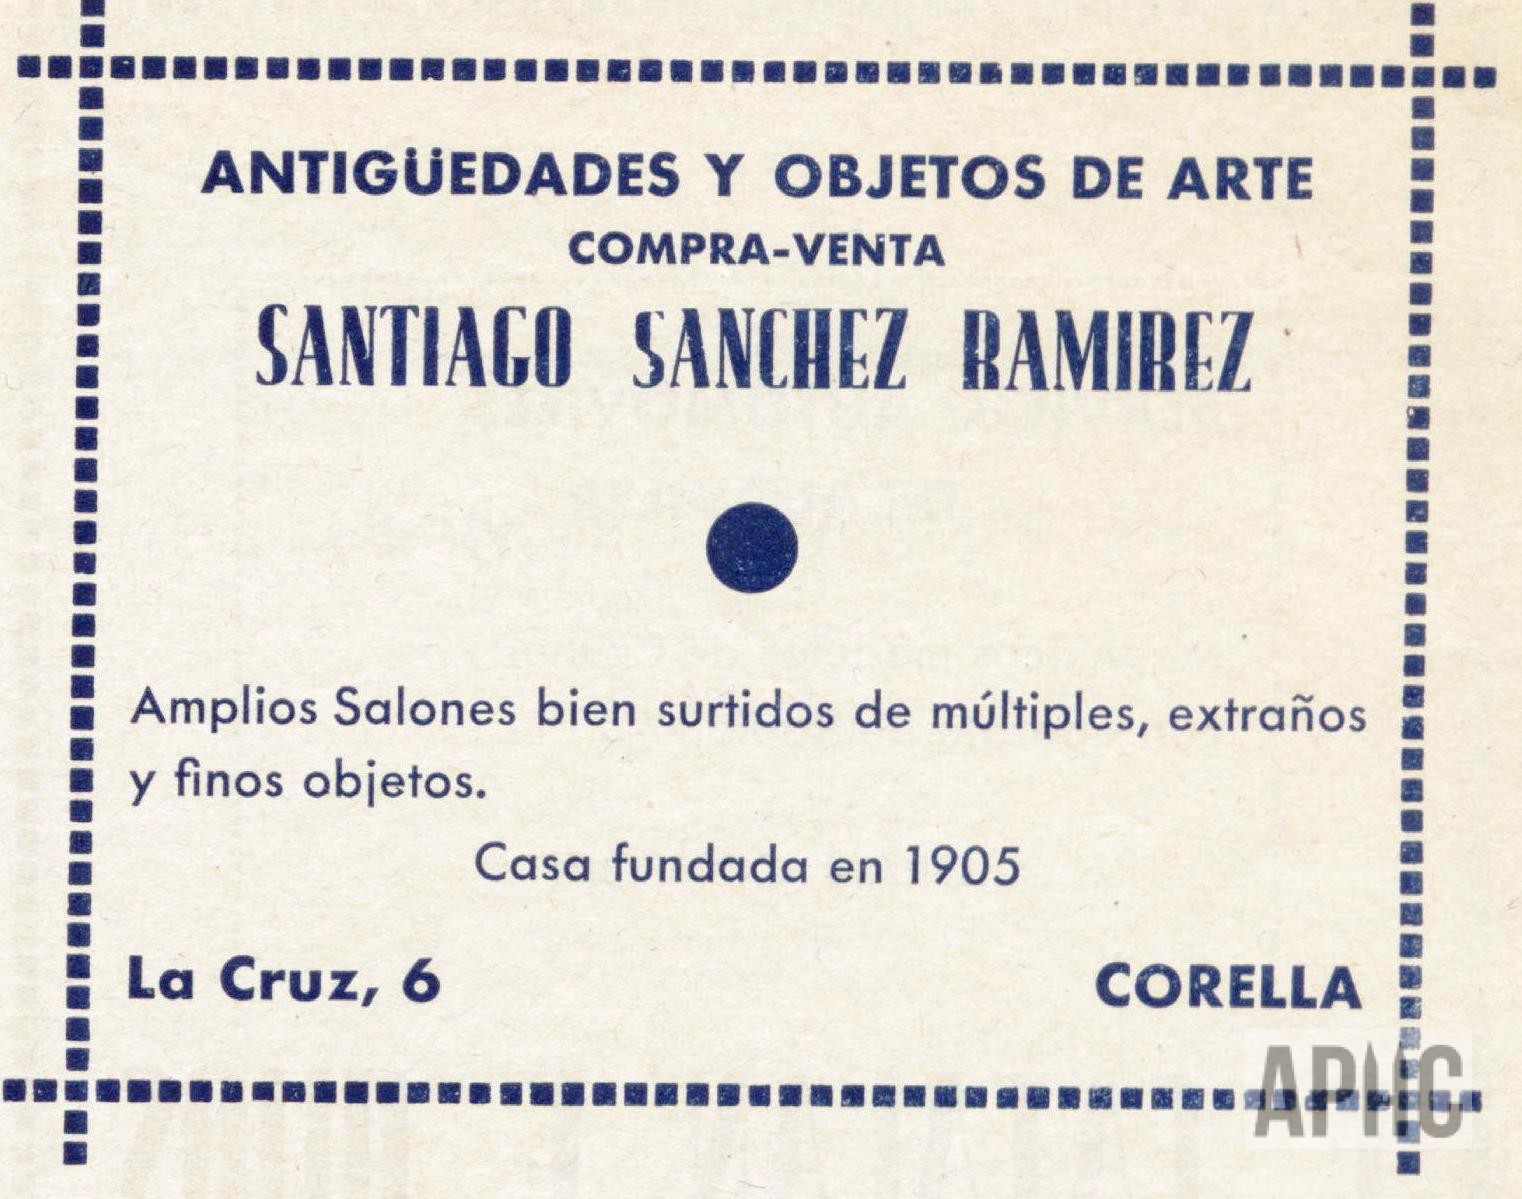 ANTIGÜEDADES Y OBJETOS DE ARTE
COMPRA-VENTA
SANTIAGO SANCHEZ RAMIREZ
Amplios Salones bien surtidos de múltiples, extraños
y finos objetos.
Casa fundada en 1905
La Cruz, 6
CORELLA